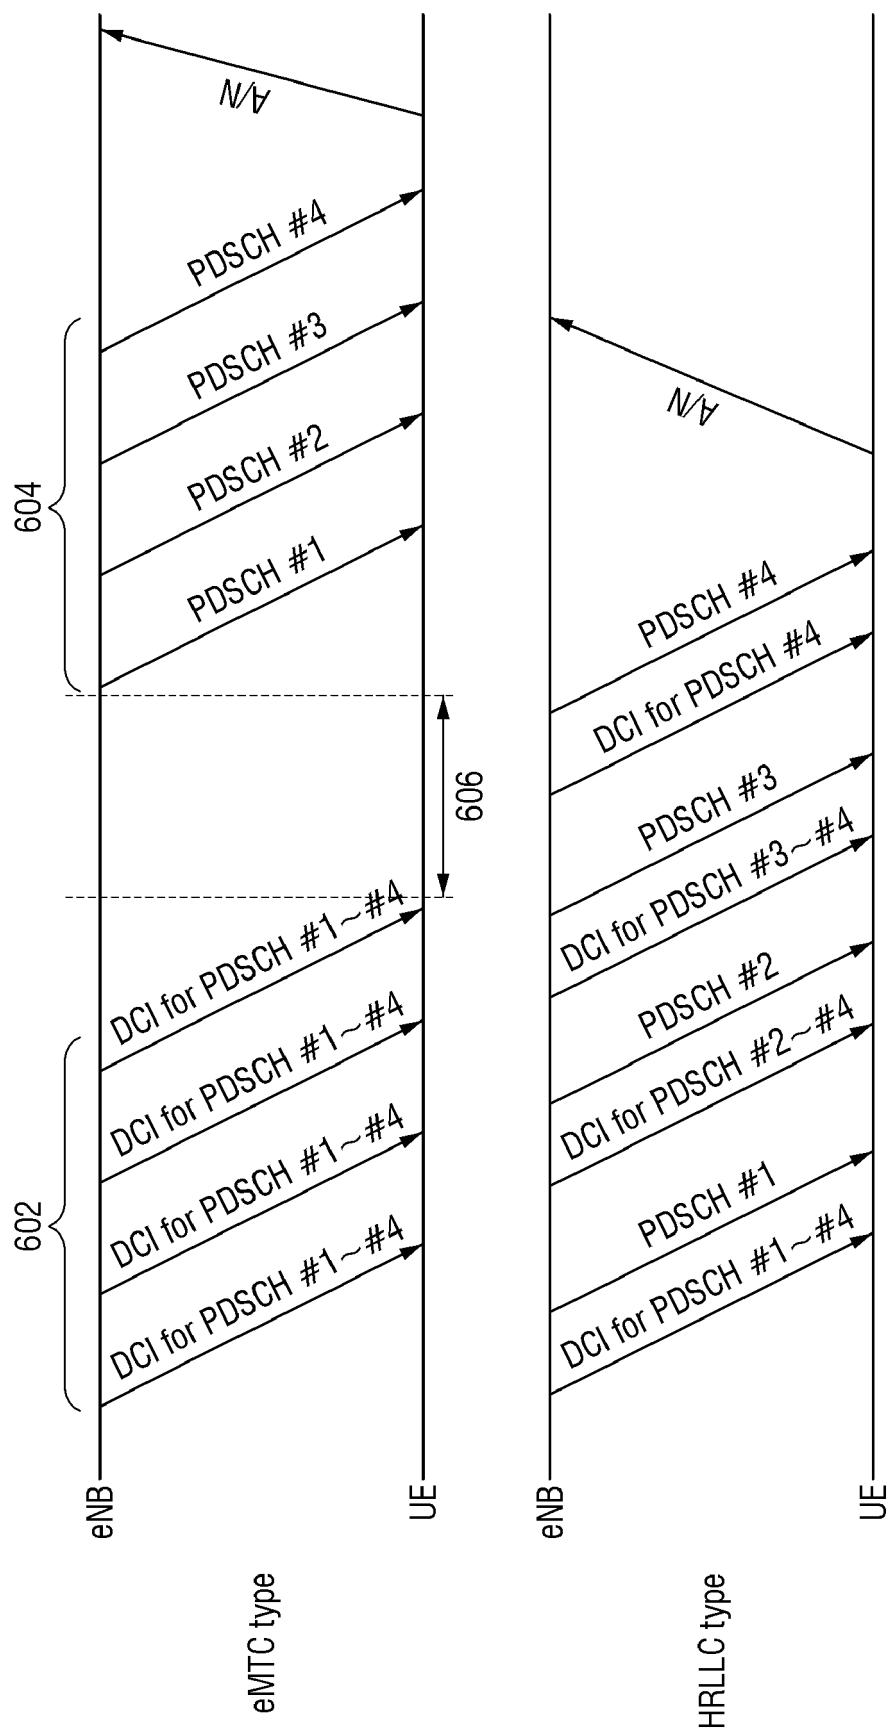 eMTC type
eNB
UE
602
DCI for PDSCH #1~#4
DCI for PDSCH #1~#4
DCI for PDSCH #1~#4
DCI for PDSCH #1~#4
606
604
PDSCH #1
PDSCH #2
PDSCH #3
PDSCH #4
A/N
HRLLC type
eNB
UE
DCI for PDSCH #1~#4
PDSCH #1
DCI for PDSCH #2~#4
PDSCH #2
DCI for PDSCH #3~#4
PDSCH #3
DCI for PDSCH #4
PDSCH #4
A/N